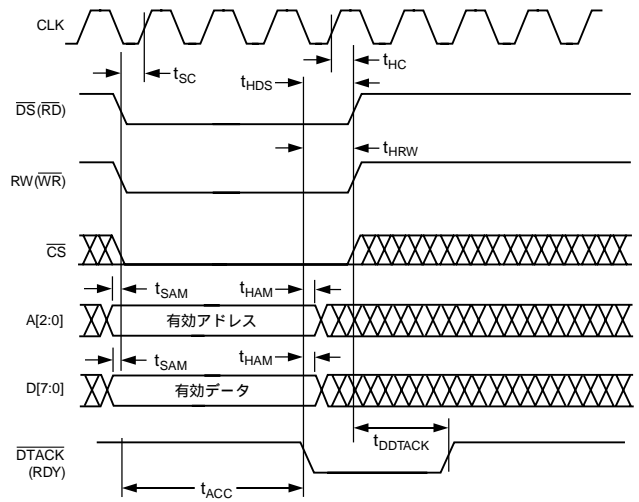 CLK
tSC
tHC
tHDS
DS(RD)
tHRW
RW(WR)
CS
tSAM
tHAM
A[2:0]
有効アドレス
tSAM
tHAM
D[7:0]
有効データ
tDDTACK
DTACK
(RDY)
tACC